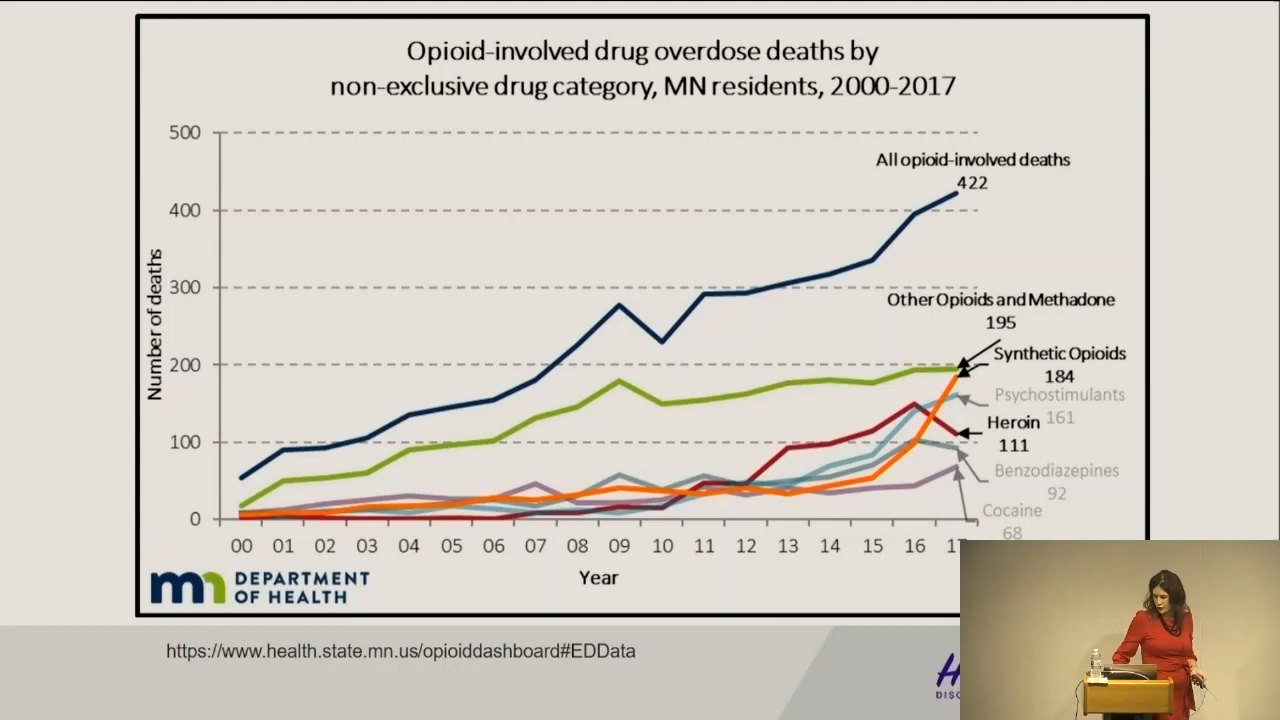 Opioid-involved drug overdose deaths by
non-exclusive drug category, MN residents, 2000-2017
500
400
300
200
100
0
Number of deaths
All opioid-involved deaths
422
Other Opioids and Methadone
195
Synthetic Opioids
184
Psychostimulants
161
Heroin
111
Benzodiazepines
92
Cocaine
68
00 01 02 03 04 05 06 07 08 09 10 11 12 13 14 15 16
Year
mn DEPARTMENT
OF HEALTH
https://www.health.state.mn.us/opioiddashboard#EDData